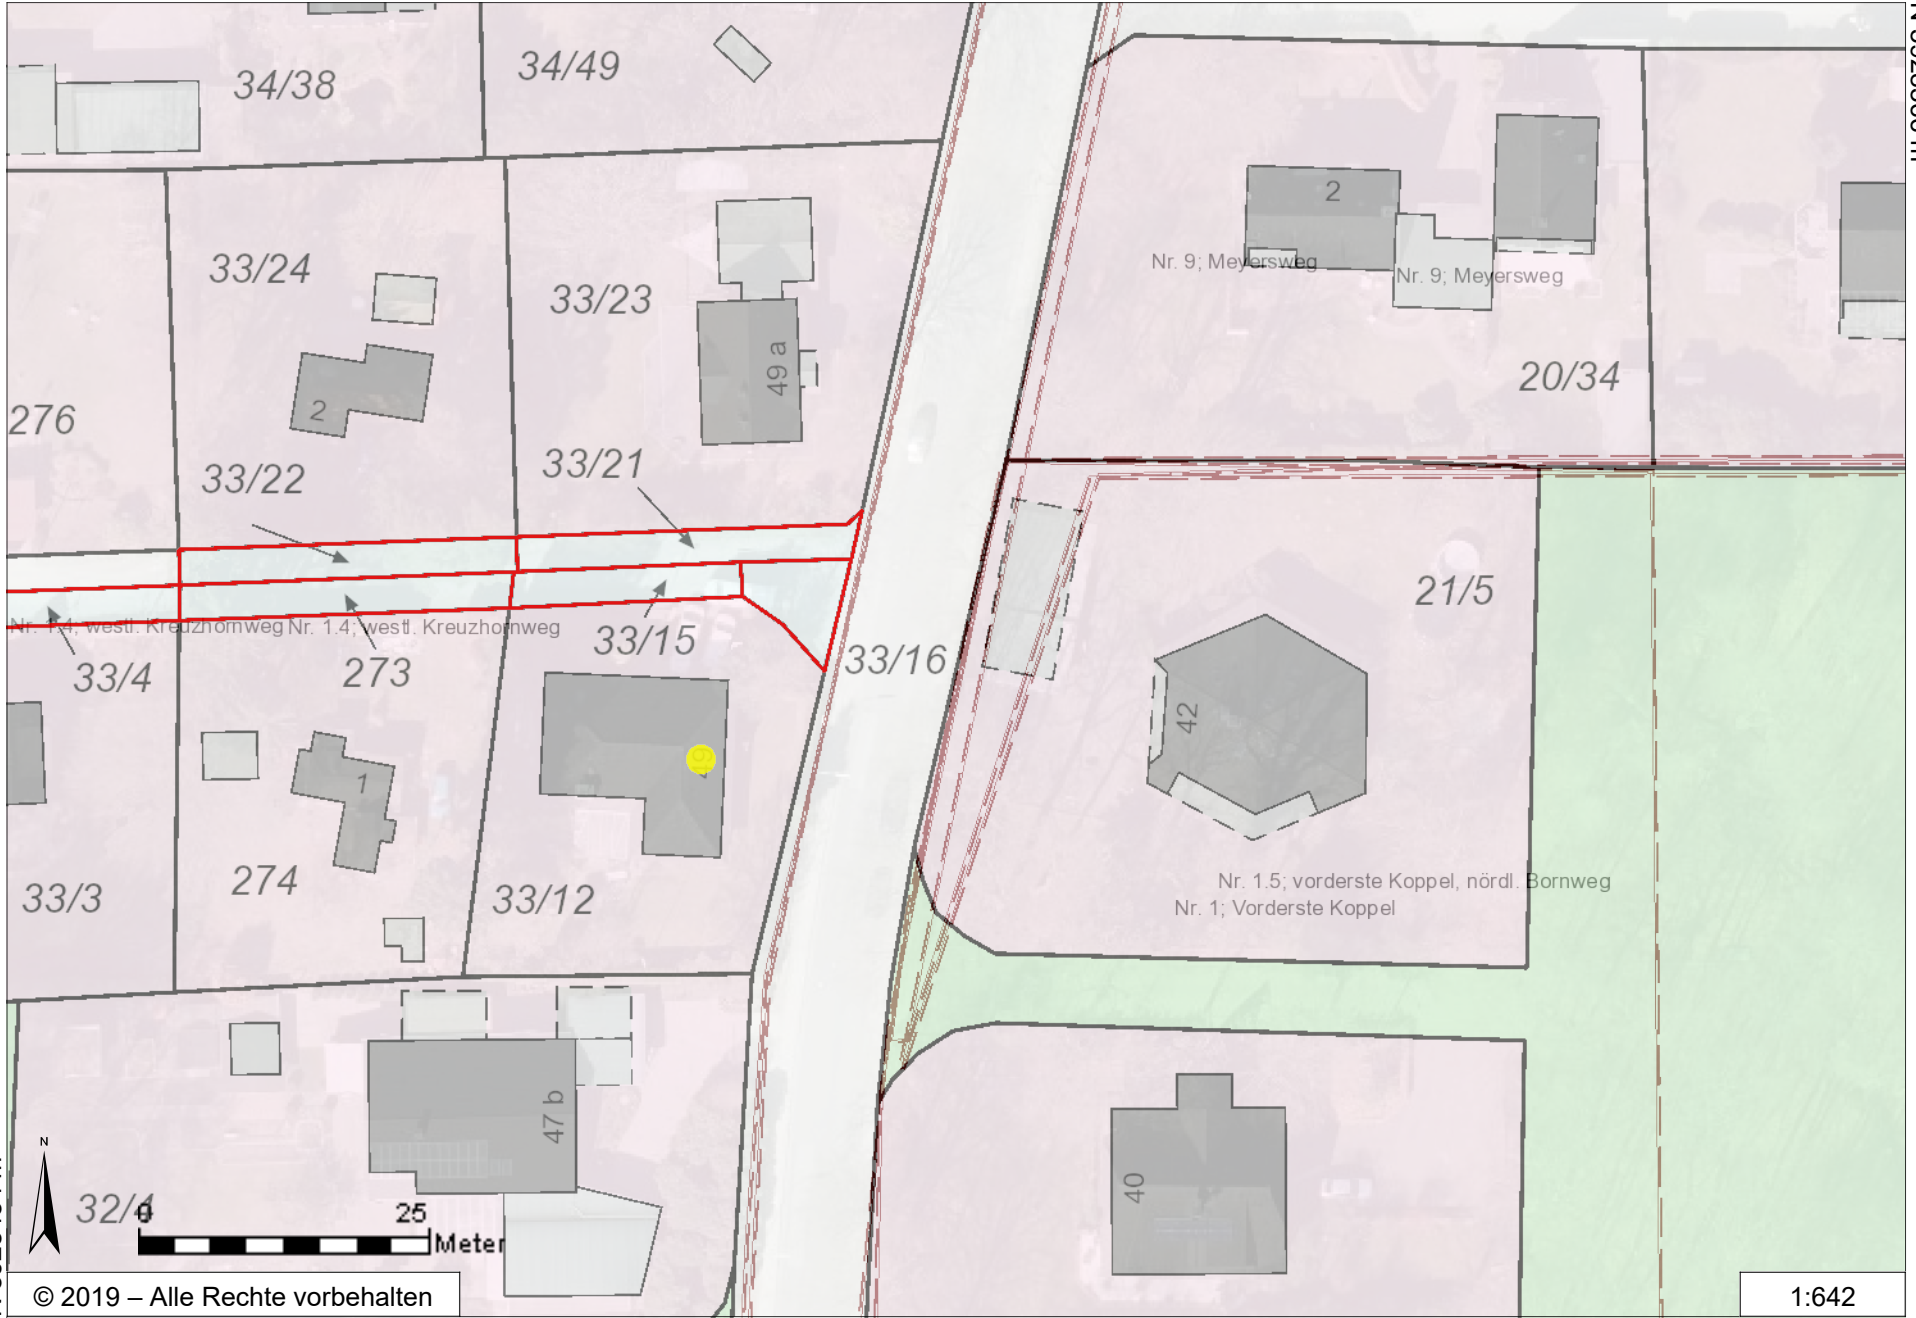 34/38
34/49
2
Nr. 9; Meyersweg
Nr. 9; Meyersweg
33/24
33/23
49 a
20/34
276
2
33/22
33/21
21/5
Nr. 1.4; westl. Kreuzhornweg
Nr. 1.4; westl. Kreuzhornweg
33/15
33/16
33/4
273
42
49
1
274
33/3
33/12
Nr. 1.5; vorderste Koppel, nördl. Bornweg
Nr. 1; Vorderste Koppel
47 b
40
N
32/4
0
25
Meter
© 2019 – Alle Rechte vorbehalten
1:642